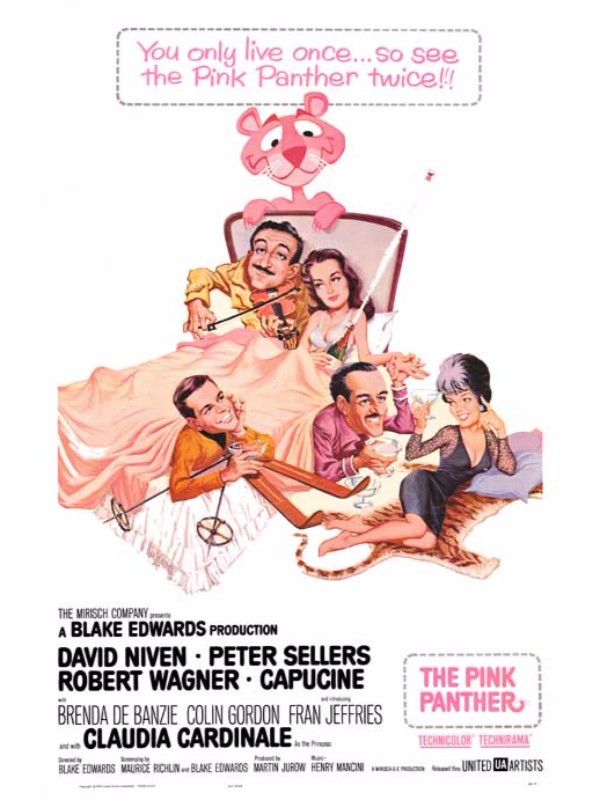 You only live once...so see
the Pink Panther twice!!!
THE MIRISCH COMPANY presents
A BLAKE EDWARDS PRODUCTION
DAVID NIVEN · PETER SELLERS
ROBERT WAGNER · CAPUCINE
with and introducing
BRENDA DE BANZIE COLIN GORDON FRAN JEFFRIES
and with CLAUDIA CARDINALE As the Princess
THE PINK
PANTHER
TECHNICOLOR® TECHNIRAMA®
Directed by Screenplay by Produced by Music
BLAKE EDWARDS MAURICE RICHLIN and BLAKE EDWARDS MARTIN JUROW HENRY MANCINI A MIRISCH-G-E PRODUCTION Released thru UNITED UA ARTISTS